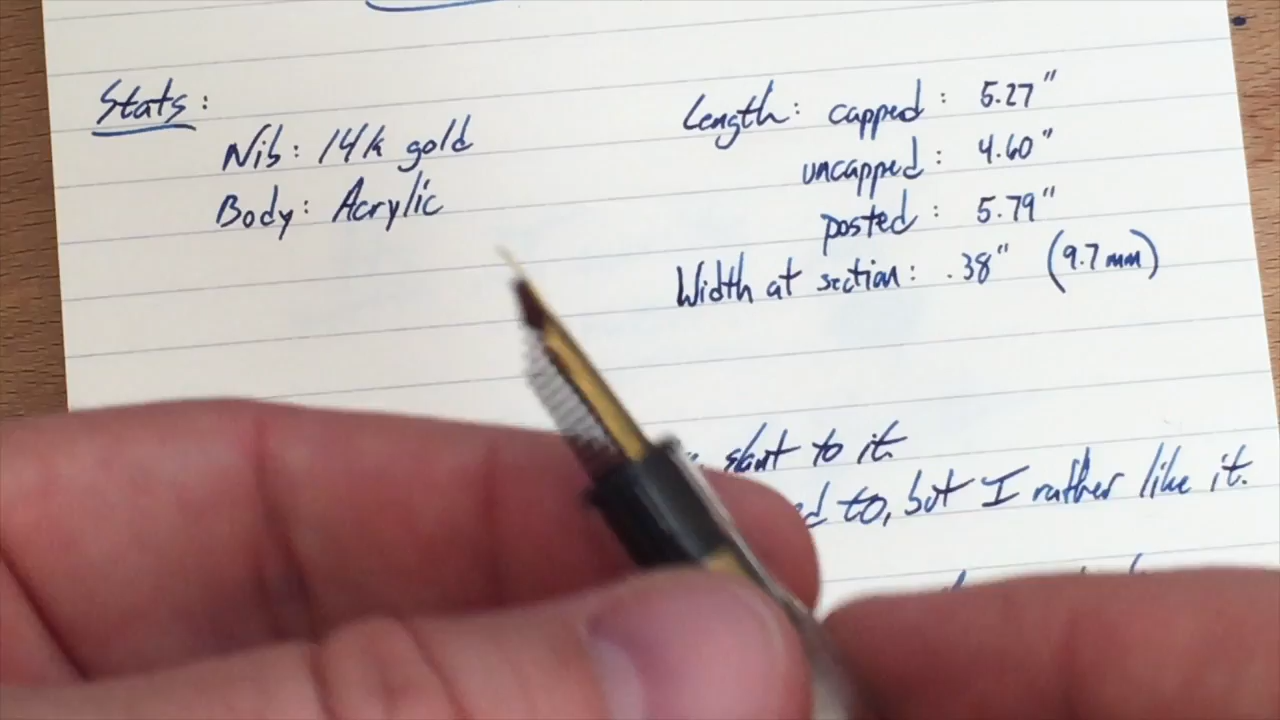 Stats:
Nib: 14k gold
Body: Acrylic
Length: capped: 5.27"
uncapped: 4.60"
posted: 5.79"
Width at section: .38" (9.7mm)
slant to it.
to, but I rather like it.